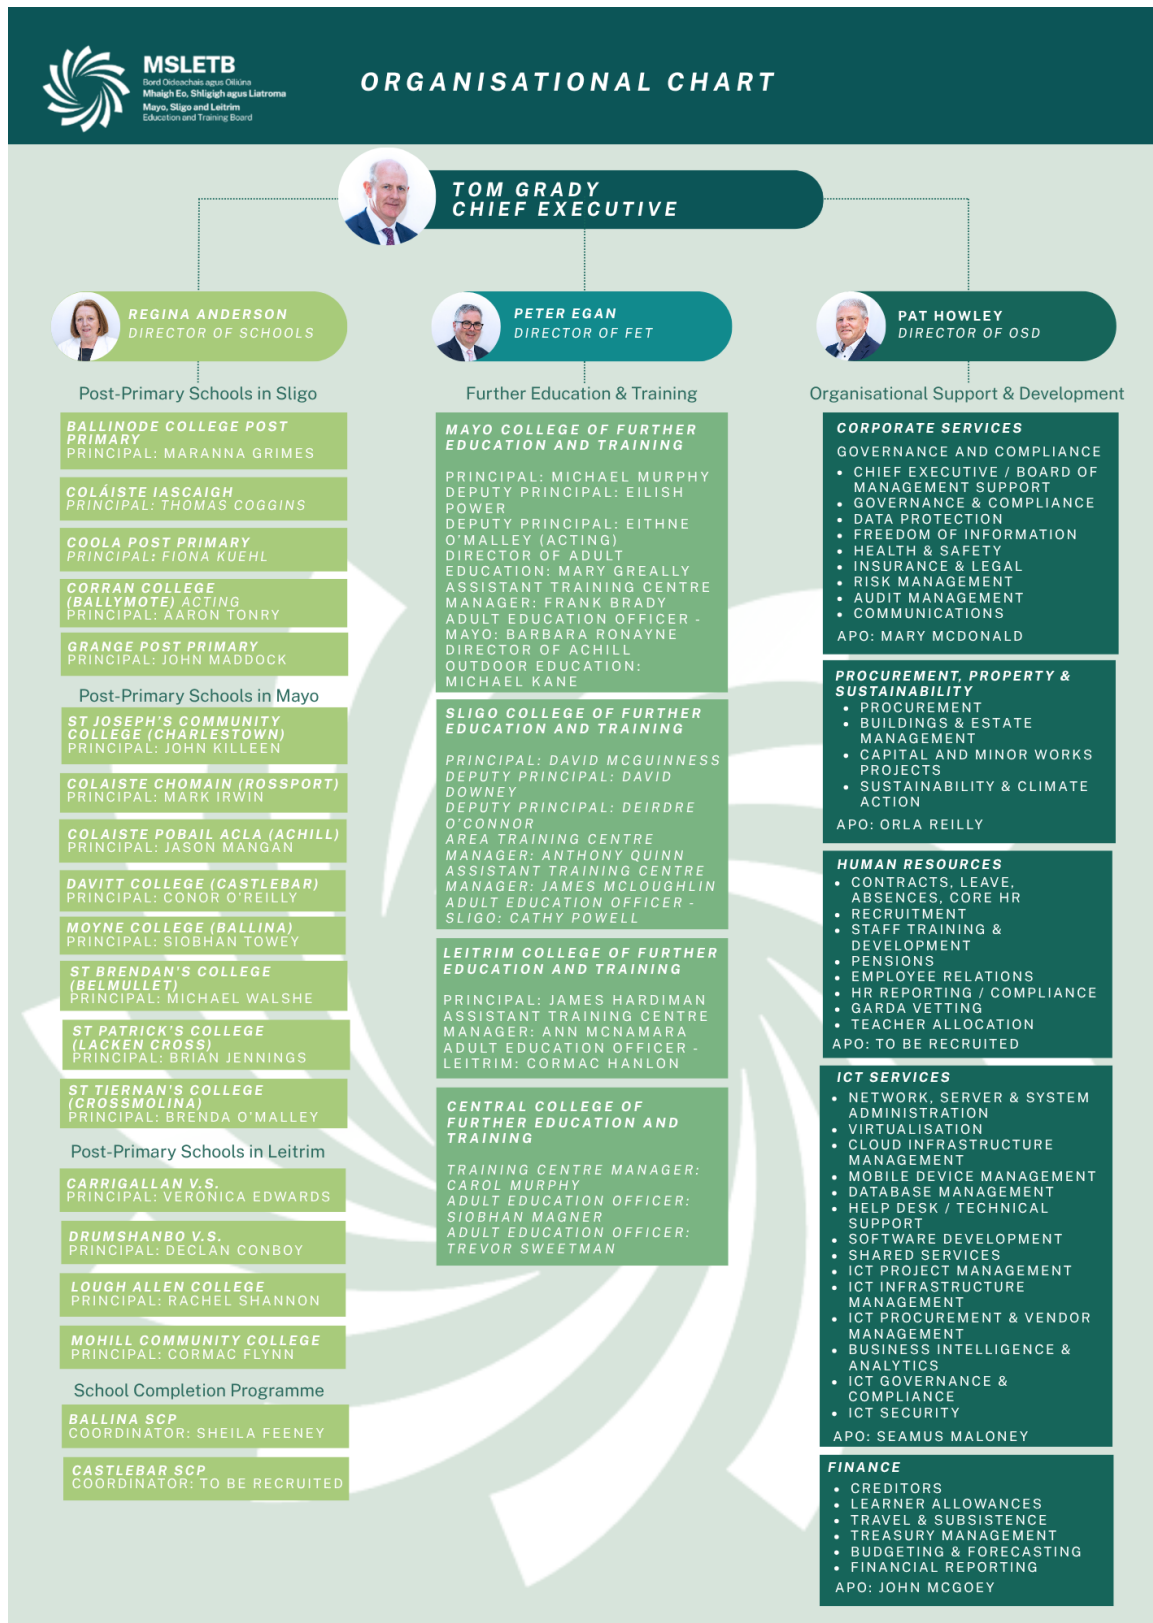 MSLETB
Bord Oideachais agus Oiliúna
Mhaigh Eo, Shligigh agus Liatroma
Mayo, Sligo and Leitrim
Education and Training Board
ORGANISATIONAL CHART
TOM GRADY
CHIEF EXECUTIVE
REGINA ANDERSON
DIRECTOR OF SCHOOLS
Post-Primary Schools in Sligo
BALLINODE COLLEGE POST
PRIMARY
PRINCIPAL: MARANNA GRIMES
COLÁISTE IASCAIGH
PRINCIPAL: THOMAS COGGINS
COOLA POST PRIMARY
PRINCIPAL: FIONA KUEHL
CORRAN COLLEGE
(BALLYMOTE) ACTING
PRINCIPAL: AARON TONRY
GRANGE POST PRIMARY
PRINCIPAL: JOHN MADDOCK
Post-Primary Schools in Mayo
ST JOSEPH'S COMMUNITY
COLLEGE (CHARLESTOWN)
PRINCIPAL: JOHN KILLEEN
COLAISTE CHOMAIN (ROSSPORT)
PRINCIPAL: MARK IRWIN
COLAISTE POBAIL ACLA (ACHILL)
PRINCIPAL: JASON MANGAN
DAVITT COLLEGE (CASTLEBAR)
PRINCIPAL: CONOR O'REILLY
MOYNE COLLEGE (BALLINA)
PRINCIPAL: SIOBHAN TOWEY
ST BRENDAN'S COLLEGE
(BELMULLET)
PRINCIPAL: MICHAEL WALSHE
ST PATRICK'S COLLEGE
(LACKEN CROSS)
PRINCIPAL: BRIAN JENNINGS
ST TIERNAN'S COLLEGE
(CROSSMOLINA)
PRINCIPAL: BRENDA O'MALLEY
Post-Primary Schools in Leitrim
CARRIGALLAN V.S.
PRINCIPAL: VERONICA EDWARDS
DRUMSHANBO V.S.
PRINCIPAL: DECLAN CONBOY
LOUGH ALLEN COLLEGE
PRINCIPAL: RACHEL SHANNON
MOHILL COMMUNITY COLLEGE
PRINCIPAL: CORMAC FLYNN
School Completion Programme
BALLINA SCP
COORDINATOR: SHEILA FEENEY
CASTLEBAR SCP
COORDINATOR: TO BE RECRUITED
PETER EGAN
DIRECTOR OF FET
Further Education & Training
MAYO COLLEGE OF FURTHER
EDUCATION AND TRAINING
PRINCIPAL: MICHAEL MURPHY
DEPUTY PRINCIPAL: EILISH
POWER
DEPUTY PRINCIPAL: EITHNE
O'MALLEY (ACTING)
DIRECTOR OF ADULT
EDUCATION: MARY GREALLY
ASSISTANT TRAINING CENTRE
MANAGER: FRANK BRADY
ADULT EDUCATION OFFICER -
MAYO: BARBARA RONAYNE
DIRECTOR OF ACHILL
OUTDOOR EDUCATION:
MICHAEL KANE
SLIGO COLLEGE OF FURTHER
EDUCATION AND TRAINING
PRINCIPAL: DAVID MCGUINNESS
DEPUTY PRINCIPAL: DAVID
DOWNEY
DEPUTY PRINCIPAL: DEIRDRE
O'CONNOR
AREA TRAINING CENTRE
MANAGER: ANTHONY QUINN
ASSISTANT TRAINING CENTRE
MANAGER: JAMES MCLOUGHLIN
ADULT EDUCATION OFFICER -
SLIGO: CATHY POWELL
LEITRIM COLLEGE OF FURTHER
EDUCATION AND TRAINING
PRINCIPAL: JAMES HARDIMAN
ASSISTANT TRAINING CENTRE
MANAGER: ANN MCNAMARA
ADULT EDUCATION OFFICER -
LEITRIM: CORMAC HANLON
CENTRAL COLLEGE OF
FURTHER EDUCATION AND
TRAINING
TRAINING CENTRE MANAGER:
CAROL MURPHY
ADULT EDUCATION OFFICER:
SIOBHAN MAGNER
ADULT EDUCATION OFFICER:
TREVOR SWEETMAN
PAT HOWLEY
DIRECTOR OF OSD
Organisational Support & Development
CORPORATE SERVICES
GOVERNANCE AND COMPLIANCE
• CHIEF EXECUTIVE / BOARD OF
MANAGEMENT SUPPORT
• GOVERNANCE & COMPLIANCE
• DATA PROTECTION
• FREEDOM OF INFORMATION
• HEALTH & SAFETY
• INSURANCE & LEGAL
• RISK MANAGEMENT
• AUDIT MANAGEMENT
• COMMUNICATIONS
APO: MARY MCDONALD
PROCUREMENT, PROPERTY &
SUSTAINABILITY
• PROCUREMENT
• BUILDINGS & ESTATE
MANAGEMENT
• CAPITAL AND MINOR WORKS
PROJECTS
• SUSTAINABILITY & CLIMATE
ACTION
APO: ORLA REILLY
HUMAN RESOURCES
• CONTRACTS, LEAVE,
ABSENCES, CORE HR
• RECRUITMENT
• STAFF TRAINING &
DEVELOPMENT
• PENSIONS
• EMPLOYEE RELATIONS
• HR REPORTING / COMPLIANCE
• GARDA VETTING
• TEACHER ALLOCATION
APO: TO BE RECRUITED
ICT SERVICES
• NETWORK, SERVER & SYSTEM
ADMINISTRATION
• VIRTUALISATION
• CLOUD INFRASTRUCTURE
MANAGEMENT
• MOBILE DEVICE MANAGEMENT
• DATABASE MANAGEMENT
• HELP DESK / TECHNICAL
SUPPORT
• SOFTWARE DEVELOPMENT
• SHARED SERVICES
• ICT PROJECT MANAGEMENT
• ICT INFRASTRUCTURE
MANAGEMENT
• ICT PROCUREMENT & VENDOR
MANAGEMENT
• BUSINESS INTELLIGENCE &
ANALYTICS
• ICT GOVERNANCE &
COMPLIANCE
• ICT SECURITY
APO: SEAMUS MALONEY
FINANCE
• CREDITORS
• LEARNER ALLOWANCES
• TRAVEL & SUBSISTENCE
• TREASURY MANAGEMENT
• BUDGETING & FORECASTING
• FINANCIAL REPORTING
APO: JOHN MCGOEY